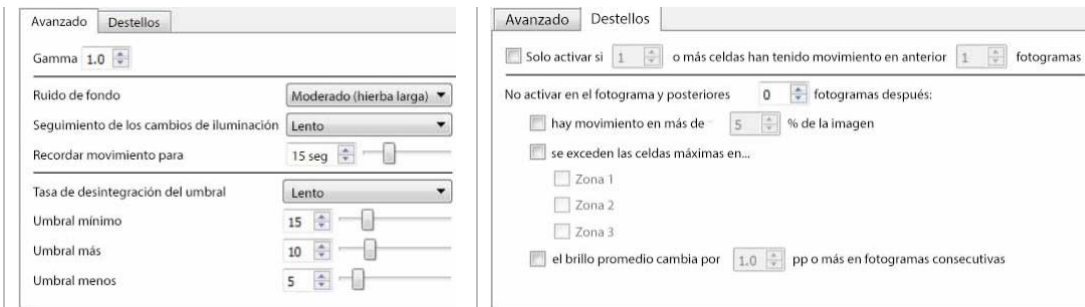 Avanzado Destellos
Gamma 1.0
Ruido de fondo Moderado (hierba larga)
Seguimiento de los cambios de iluminación Lento
Recordar movimiento para 15 seg
Tasa de desintegración del umbral Lento
Umbral mínimo 15
Umbral más 10
Umbral menos 5
Avanzado Destellos
Solo activar si 1 o más celdas han tenido movimiento en anterior 1 fotogramas
No activar en el fotograma y posteriores 0 fotogramas después:
hay movimiento en más de 5 % de la imagen
se exceden las celdas máximas en...
Zona 1
Zona 2
Zona 3
el brillo promedio cambia por 1.0 pp o más en fotogramas consecutivas